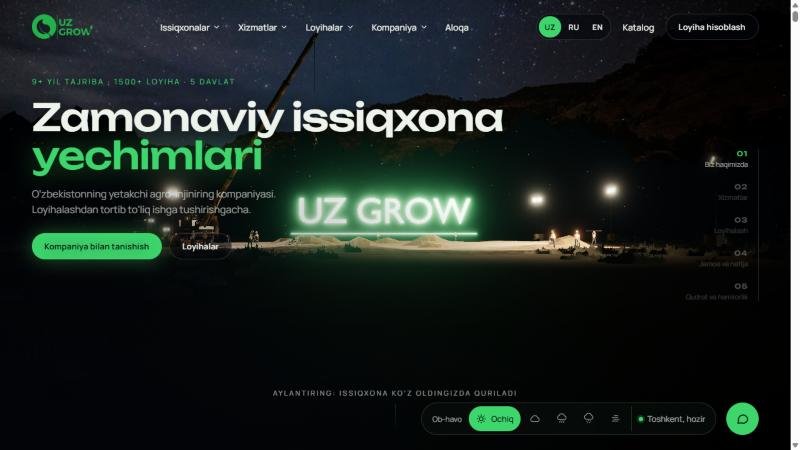 UZ
GROW
Issiqxonalar
Xizmatlar
Loyihalar
Kompaniya
Aloqa
UZ RU EN
Katalog
Loyiha hisoblash
9+ YIL TAJRIBA · 1500+ LOYIHA · 5 DAVLAT
Zamonaviy issiqxona
yechimlari
O'zbekistonning yetakchi agro-injiniring kompaniyasi.
Loyihalashdan tortib to'liq ishga tushirishgacha.
Kompaniya bilan tanishish
Loyihalar
UZ GROW
01
Biz haqimizda
02
Xizmatlar
03
Loyihalash
04
Jamoa va natija
05
Qudrat va hamkorlik
AYLANTIRING: ISSIQXONA KO'Z OLDINGIZDA QURILADI
Ob-havo
Ochiq
Toshkent, hozir